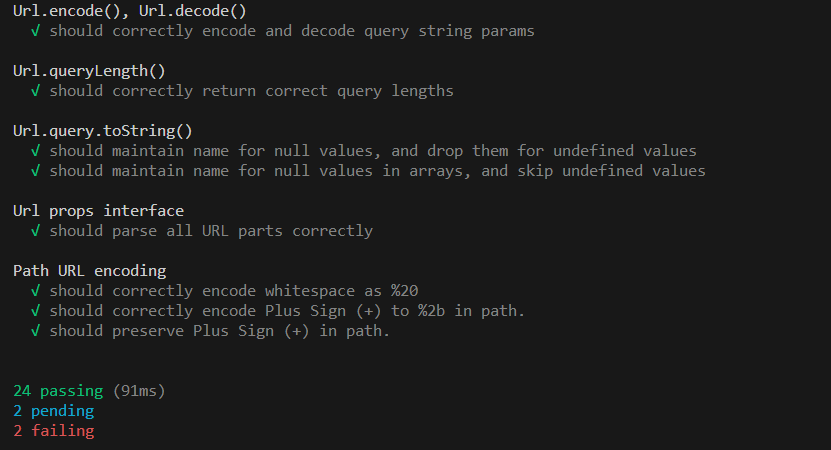 Url.encode(), Url.decode()
√ should correctly encode and decode query string params
Url.queryLength()
√ should correctly return correct query lengths
Url.query.toString()
√ should maintain name for null values, and drop them for undefined values
√ should maintain name for null values in arrays, and skip undefined values
Url props interface
√ should parse all URL parts correctly
Path URL encoding
√ should correctly encode whitespace as %20
√ should correctly encode Plus Sign (+) to %2b in path.
√ should preserve Plus Sign (+) in path.
24 passing (91ms)
2 pending
2 failing